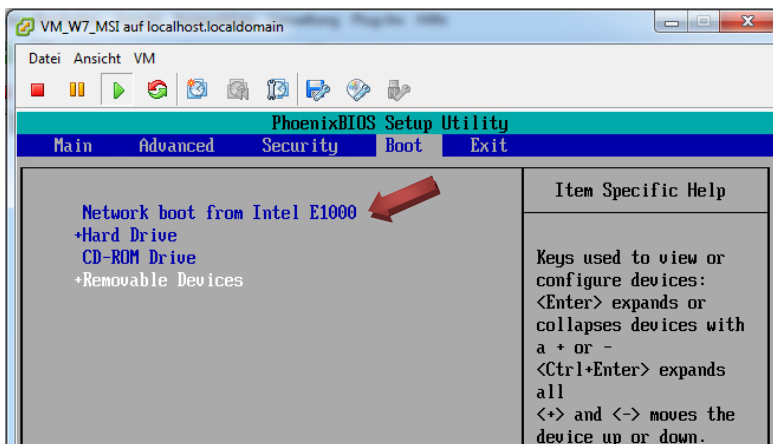 VM_W7_MSI auf localhost.localdomain
Datei Ansicht VM
PhoenixBIOS Setup Utility
Main Advanced Security Boot Exit
Network boot from Intel E1000
+Hard Drive
CD-ROM Drive
+Removable Devices
Item Specific Help
Keys used to view or
configure devices:
<Enter> expands or
collapses devices with
a + or -
<Ctrl+Enter> expands
all
<+> and <-> moves the
device up or down.